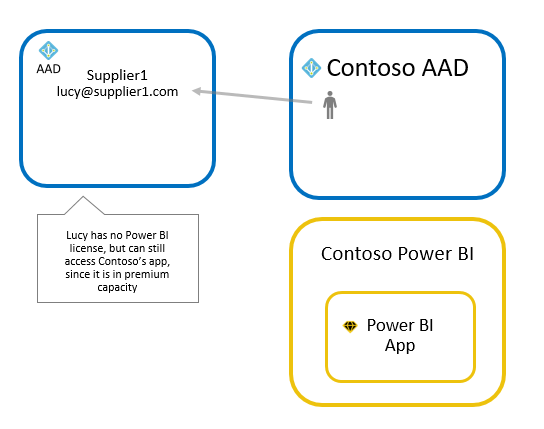 AAD
Supplier1
lucy@supplier1.com
Contoso AAD
Lucy has no Power BI
license, but can still
access Contoso's app,
since it is in premium
capacity
Contoso Power BI
Power BI
App